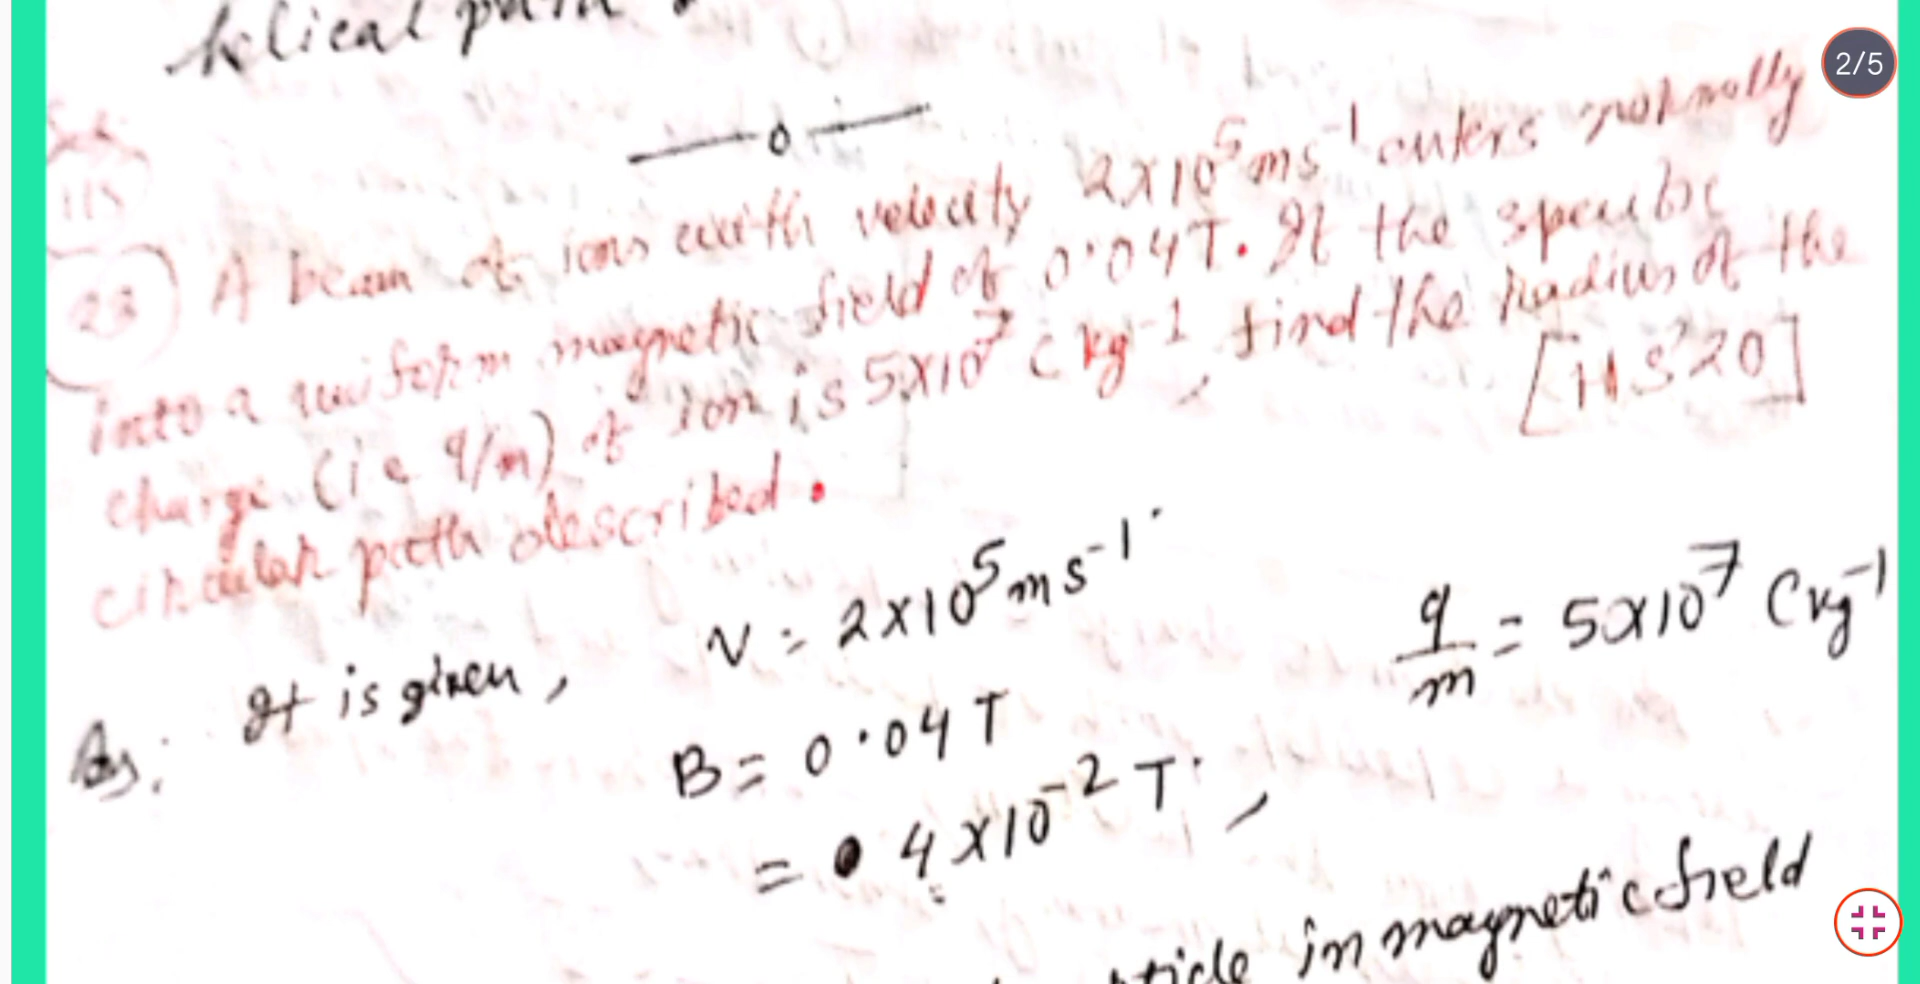 helical path.
2/5
23) A beam of ions with velocity 2×10⁵ ms⁻¹ enters normally
into a uniform magnetic field of 0.04T. If the specific
charge (ie q/m) of ion is 5×10⁷ C kg⁻¹, find the radius of the
circular path described. [HS'20]
Ans: It is given, v = 2×10⁵ ms⁻¹ q/m = 5×10⁷ C kg⁻¹
B = 0.04 T
= 4×10⁻² T,
in magnetic field